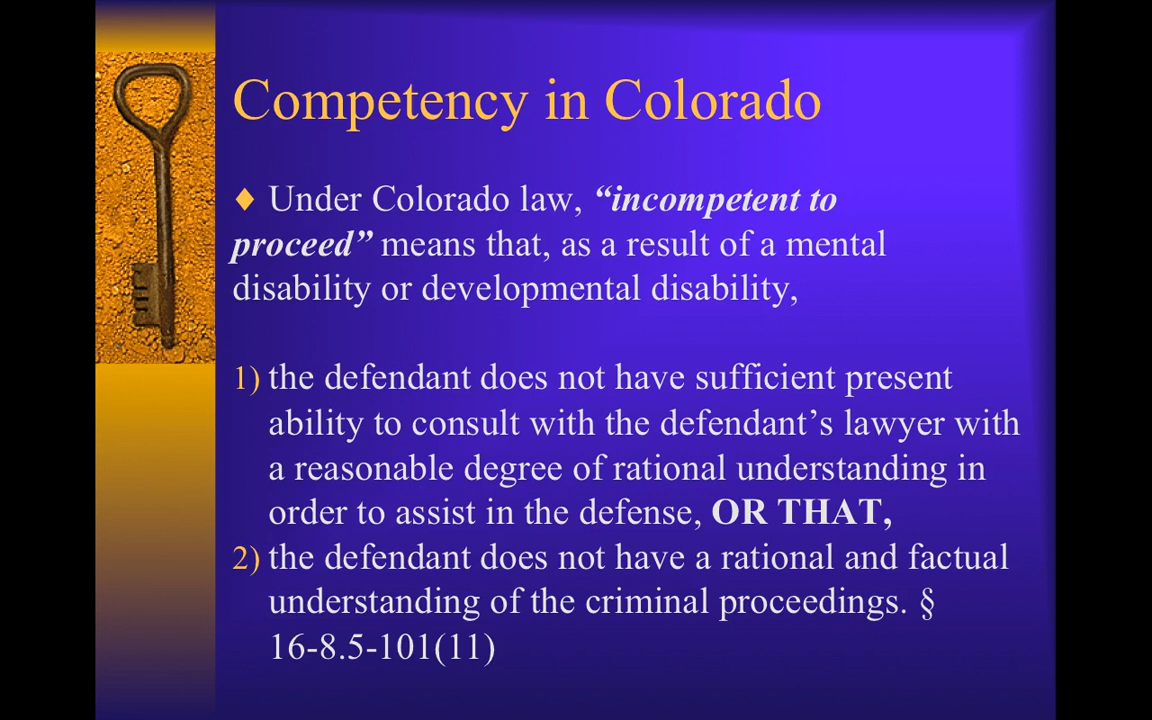 Competency in Colorado
♦ Under Colorado law, “incompetent to
proceed” means that, as a result of a mental
disability or developmental disability,
1) the defendant does not have sufficient present
ability to consult with the defendant’s lawyer with
a reasonable degree of rational understanding in
order to assist in the defense, OR THAT,
2) the defendant does not have a rational and factual
understanding of the criminal proceedings. §
16-8.5-101(11)